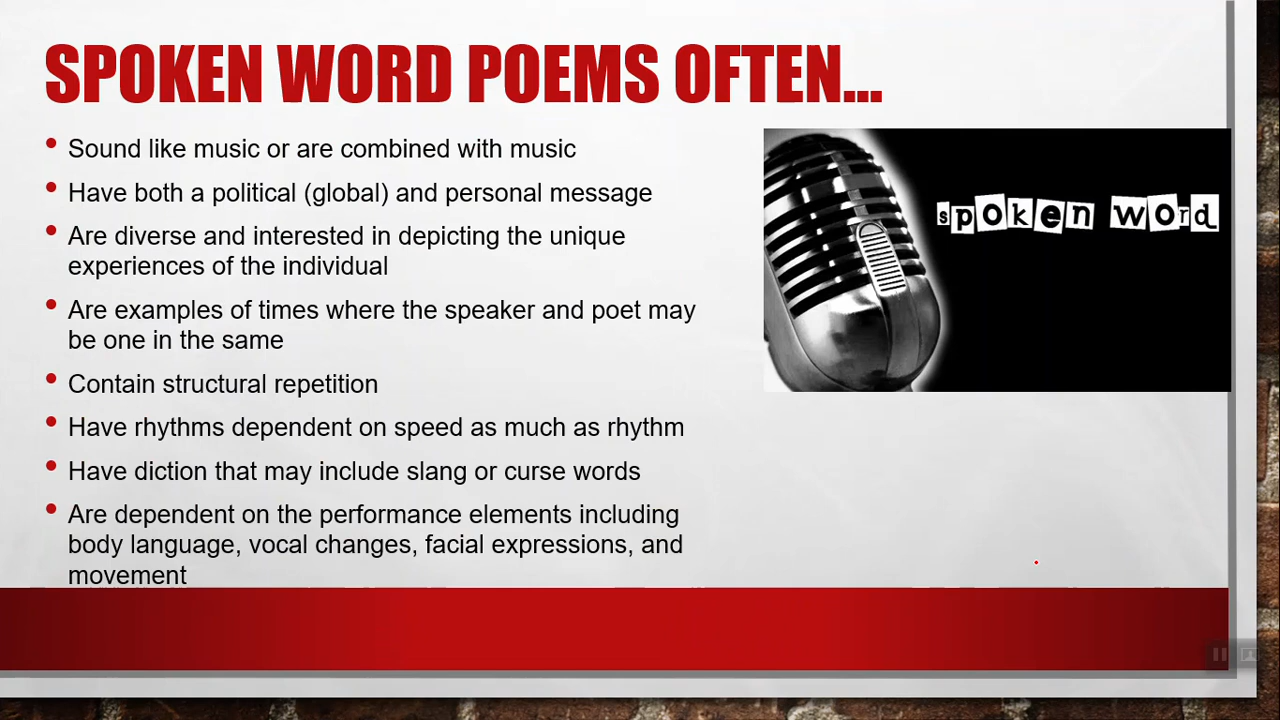 SPOKEN WORD POEMS OFTEN...
• Sound like music or are combined with music
• Have both a political (global) and personal message
• Are diverse and interested in depicting the unique
experiences of the individual
• Are examples of times where the speaker and poet may
be one in the same
• Contain structural repetition
• Have rhythms dependent on speed as much as rhythm
• Have diction that may include slang or curse words
• Are dependent on the performance elements including
body language, vocal changes, facial expressions, and
movement
spoken word